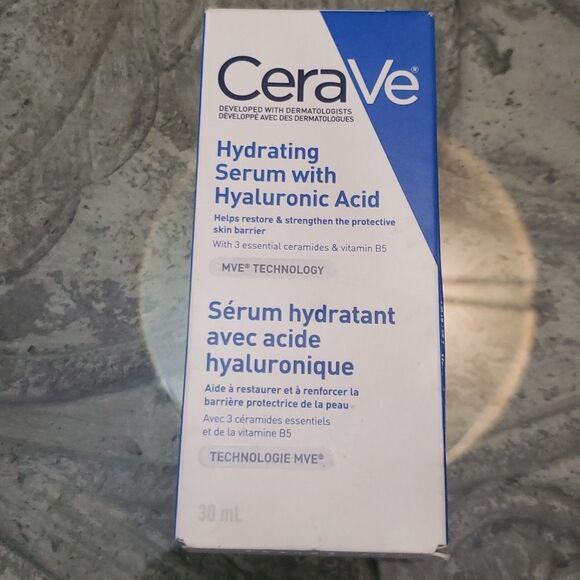 CeraVe®
DEVELOPED WITH DERMATOLOGISTS
DÉVELOPPÉ AVEC DES DERMATOLOGUES
Hydrating
Serum with
Hyaluronic Acid
Helps restore & strengthen the protective
skin barrier
With 3 essential ceramides & vitamin B5
MVE® TECHNOLOGY
Sérum hydratant
avec acide
hyaluronique
Aide à restaurer et à renforcer la
barrière protectrice de la peau
Avec 3 céramides essentiels
et de la vitamine B5
TECHNOLOGIE MVE®
30 mL